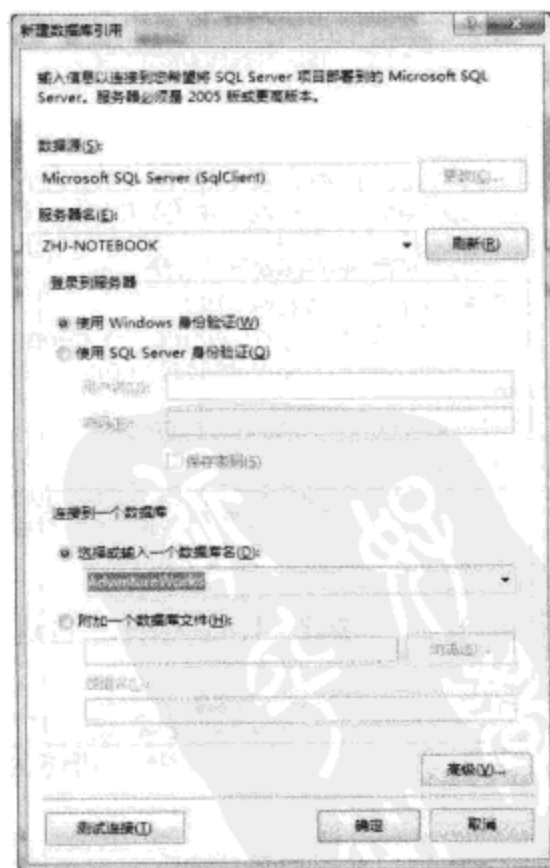 新建数据库引用
输入信息以连接到您希望将 SQL Server 项目部署到的 Microsoft SQL
Server。服务器必须是 2005 版或更高版本。
数据源(S):
Microsoft SQL Server (SqlClient)
更改(C)...
服务器名(E):
ZHJ-NOTEBOOK
刷新(R)
登录到服务器
使用 Windows 身份验证(W)
使用 SQL Server 身份验证(Q)
用户名(U):
密码(P):
保存密码(S)
连接到一个数据库
选择或输入一个数据库名(D):
AdventureWorks
附加一个数据库文件(H):
浏览(B)...
逻辑名(L):
高级(V)...
测试连接(T)
确定
取消